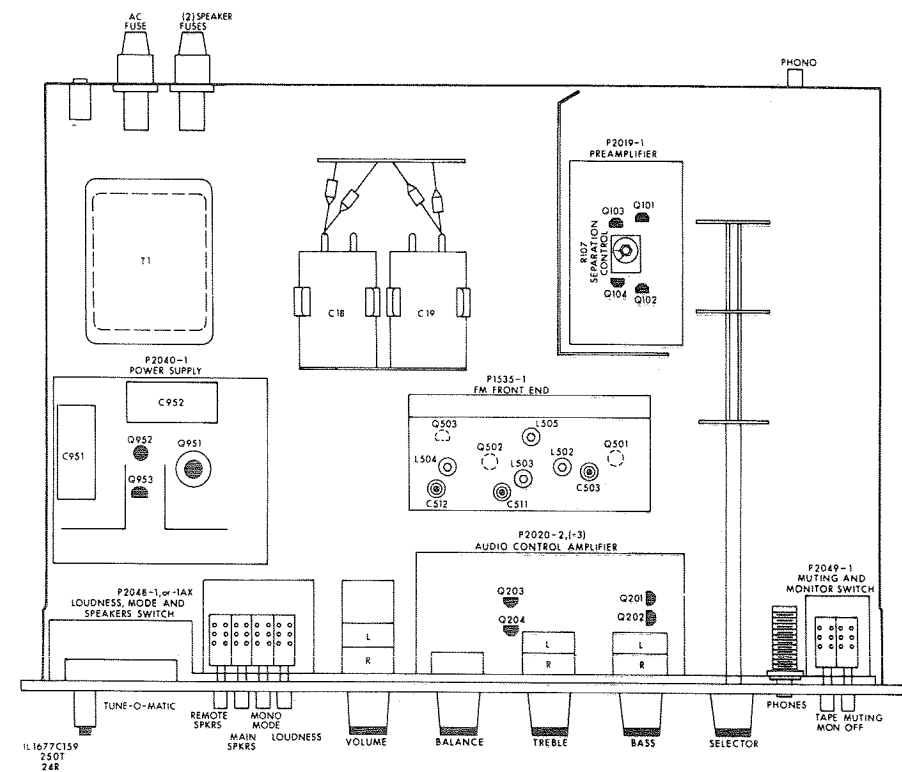 AC
FUSE
(2) SPEAKER
FUSES
PHONO
P2019-1
PREAMPLIFIER
Q103
Q101
R107
SEPARATION
CONTROL
Q104
Q102
T1
C18
C19
P2040-1
POWER SUPPLY
C952
C951
Q952
Q951
Q953
P1535-1
FM FRONT END
Q503
L505
Q502
Q501
L504
L503
L502
C503
C512
C511
P2020-2,(-3)
AUDIO CONTROL AMPLIFIER
Q203
Q204
Q201
Q202
P2049-1
MUTING AND
MONITOR SWITCH
P2048-1,or-1AX
LOUDNESS, MODE AND
SPEAKERS SWITCH
L
R
L
R
L
R
TUNE-O-MATIC
REMOTE
SPKRS
MAIN
SPKRS
MONO
MODE
LOUDNESS
VOLUME
BALANCE
TREBLE
BASS
SELECTOR
PHONES
TAPE
MON
MUTING
OFF
IL1677C159
250T
24R